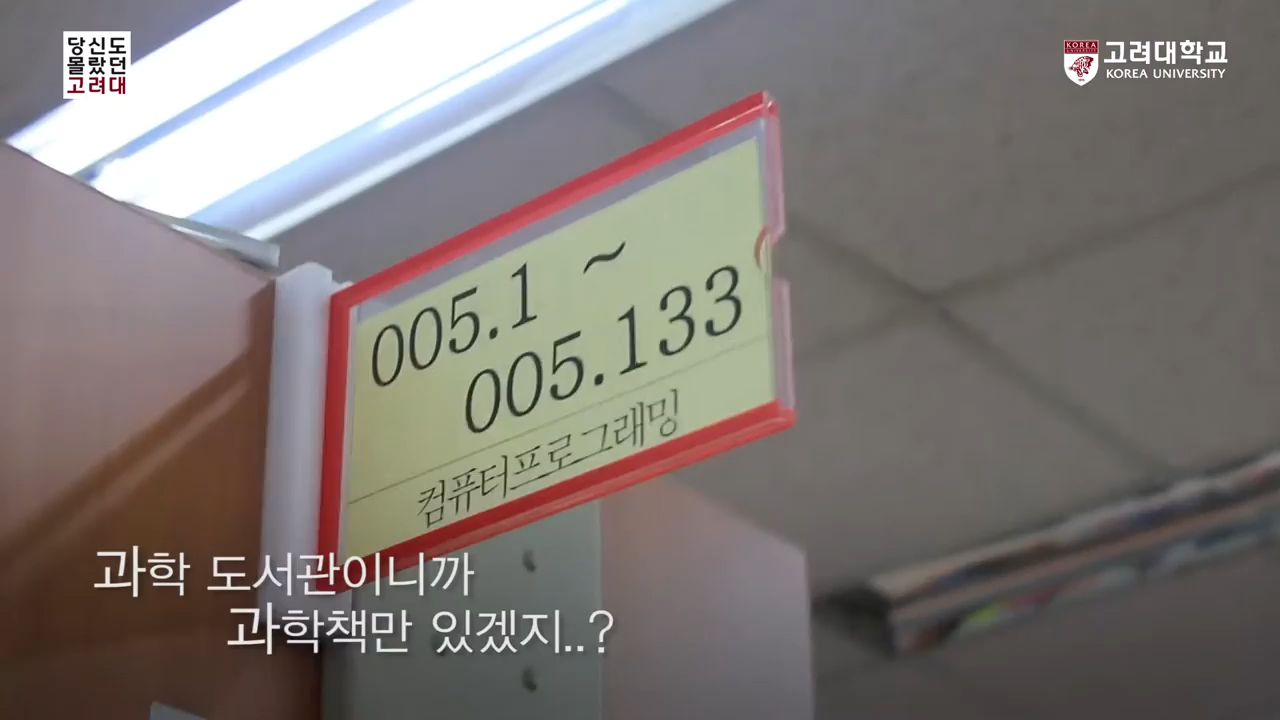 당신도
몰랐던
고려대
KOREA
UNIVERSITY
고려대학교
KOREA UNIVERSITY
005.1 ~
005.133
컴퓨터프로그래밍
과학 도서관이니까
과학책만 있겠지..?